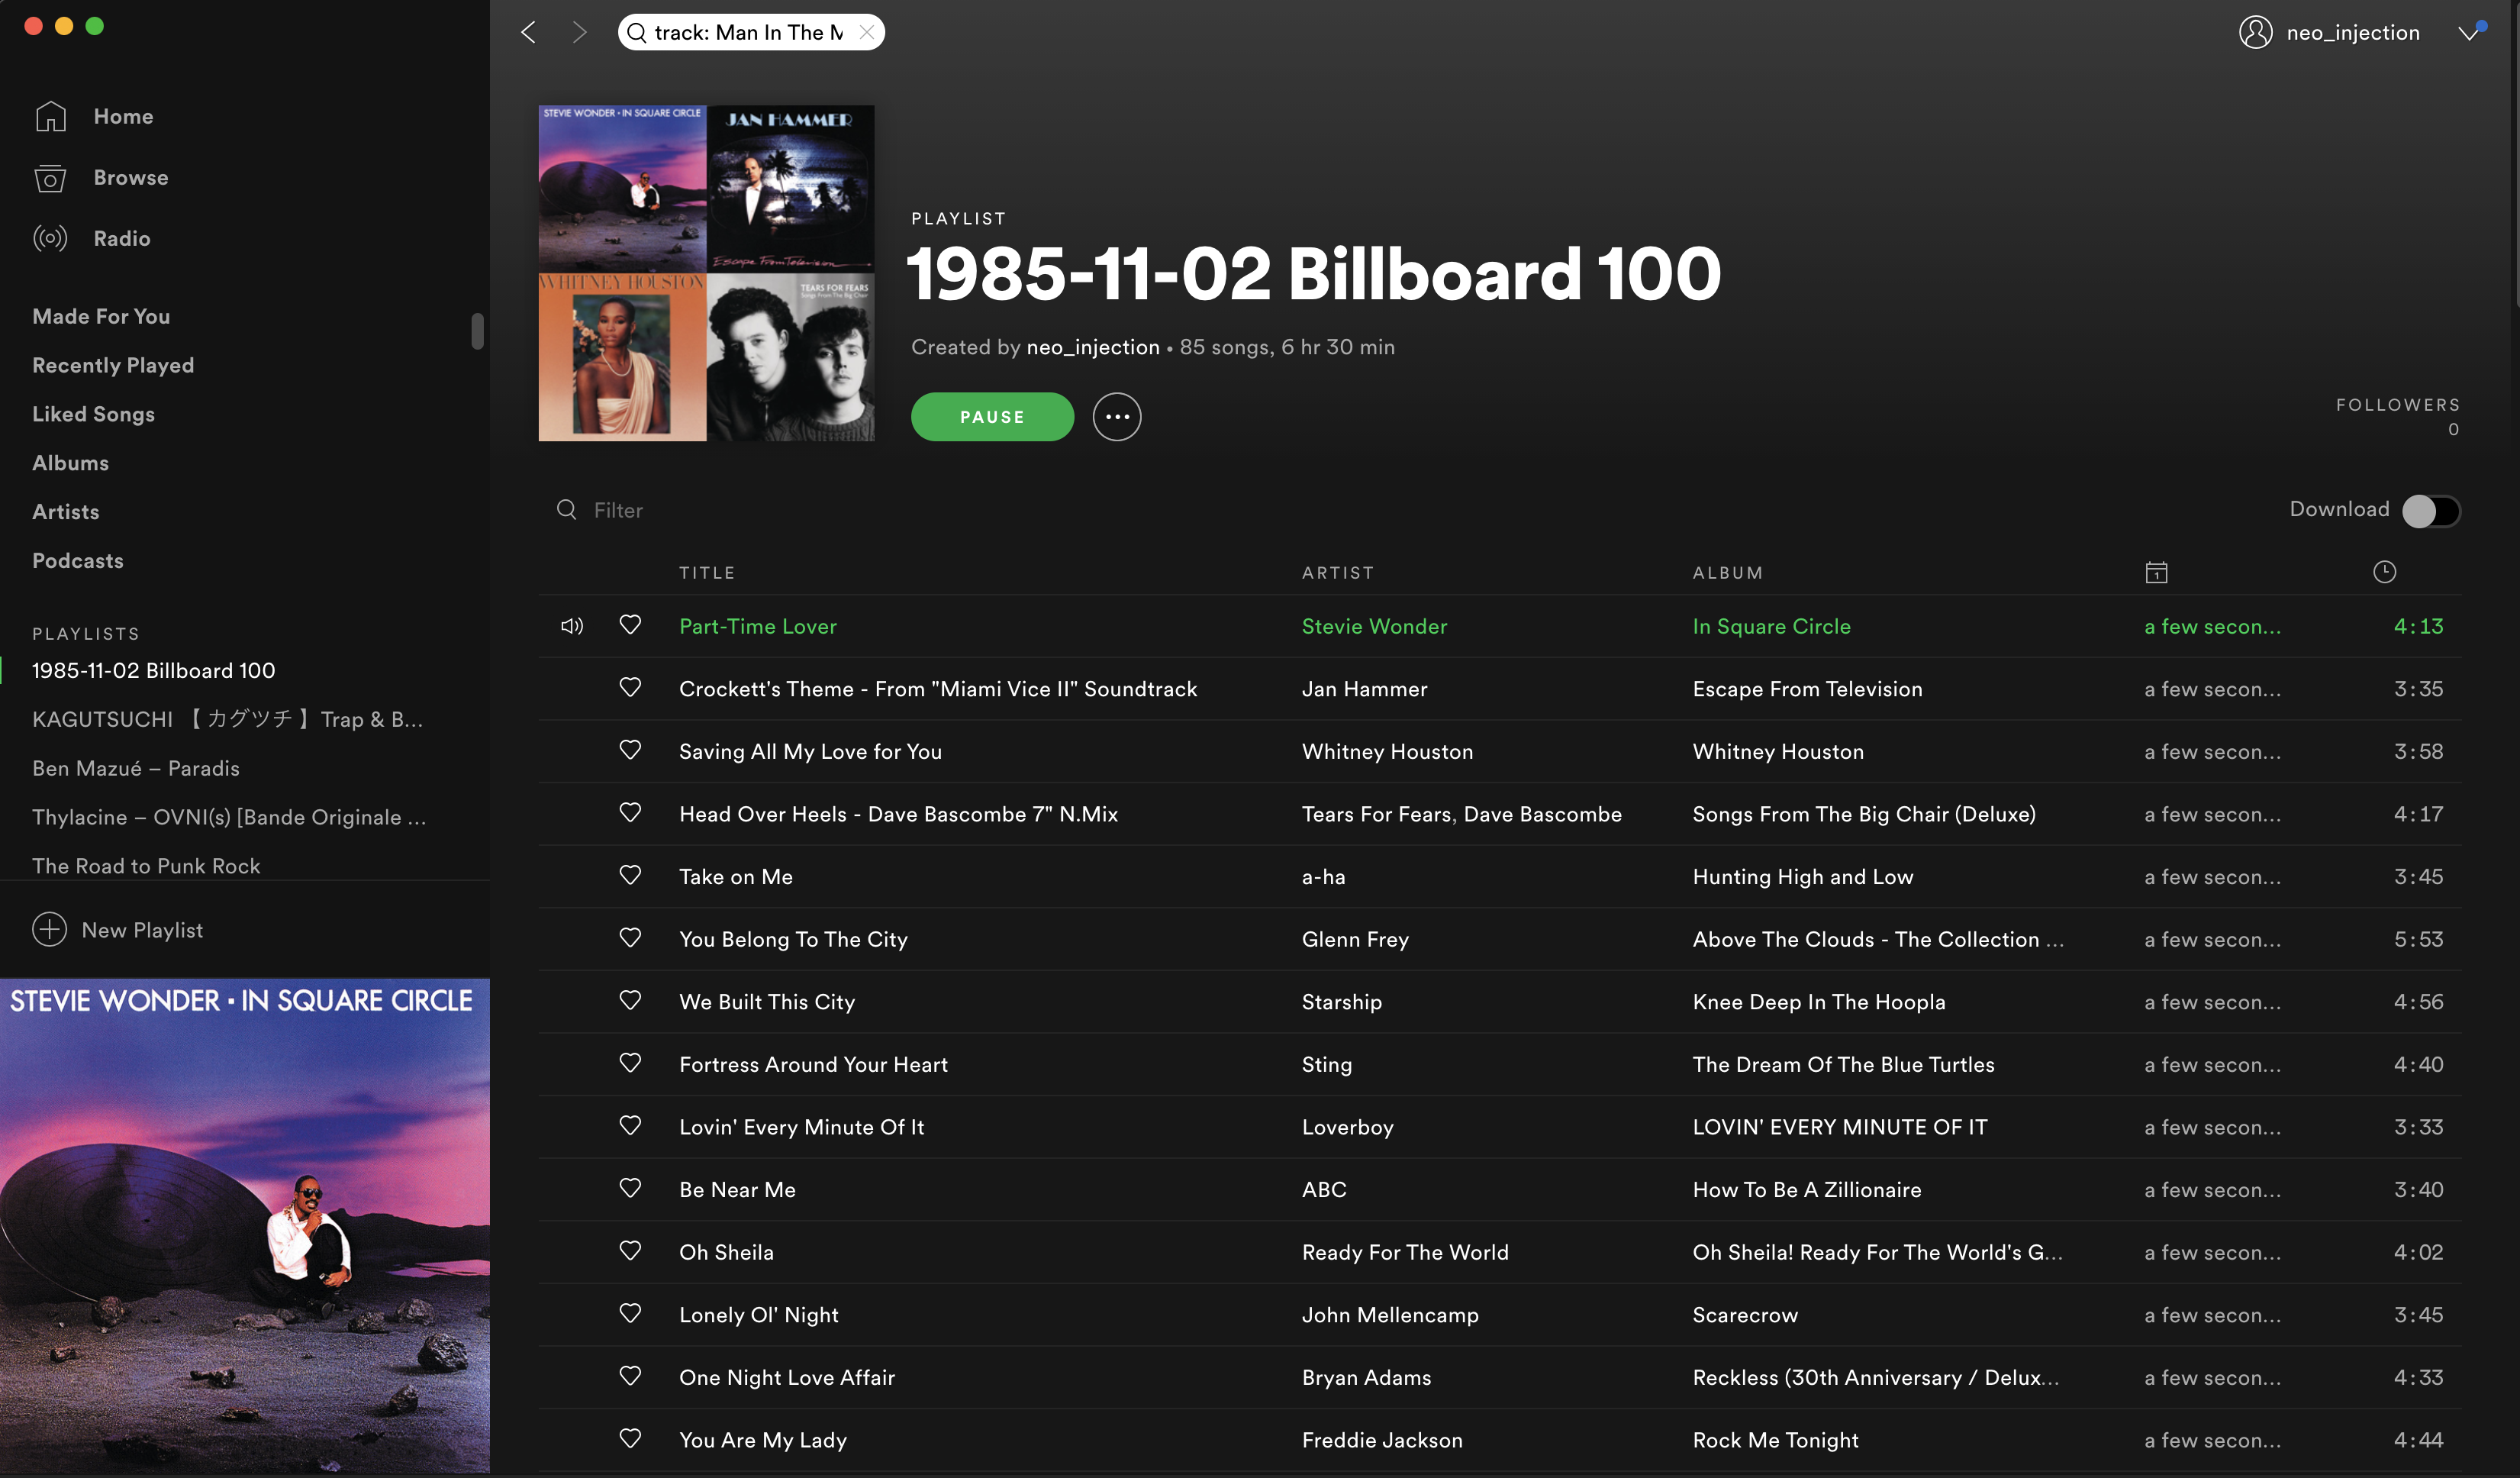 track: Man In The M
neo_injection
Home
Browse
Radio
Made For You
Recently Played
Liked Songs
Albums
Artists
Podcasts
PLAYLISTS
1985-11-02 Billboard 100
KAGUTSUCHI 【 カグツチ 】 Trap & B...
Ben Mazué – Paradis
Thylacine – OVNI(s) [Bande Originale ...
The Road to Punk Rock
New Playlist
STEVIE WONDER · IN SQUARE CIRCLE
STEVIE WONDER · IN SQUARE CIRCLE
JAN HAMMER
Escape From Television
WHITNEY HOUSTON
TEARS FOR FEARS
Songs From The Big Chair
PLAYLIST
1985-11-02 Billboard 100
Created by neo_injection • 85 songs, 6 hr 30 min
PAUSE
FOLLOWERS
0
Filter
Download
TITLE ARTIST ALBUM 1
Part-Time Lover Stevie Wonder In Square Circle a few secon... 4:13
Crockett's Theme - From "Miami Vice II" Soundtrack Jan Hammer Escape From Television a few secon... 3:35
Saving All My Love for You Whitney Houston Whitney Houston a few secon... 3:58
Head Over Heels - Dave Bascombe 7" N.Mix Tears For Fears, Dave Bascombe Songs From The Big Chair (Deluxe) a few secon... 4:17
Take on Me a-ha Hunting High and Low a few secon... 3:45
You Belong To The City Glenn Frey Above The Clouds - The Collection ... a few secon... 5:53
We Built This City Starship Knee Deep In The Hoopla a few secon... 4:56
Fortress Around Your Heart Sting The Dream Of The Blue Turtles a few secon... 4:40
Lovin' Every Minute Of It Loverboy LOVIN' EVERY MINUTE OF IT a few secon... 3:33
Be Near Me ABC How To Be A Zillionaire a few secon... 3:40
Oh Sheila Ready For The World Oh Sheila! Ready For The World's G... a few secon... 4:02
Lonely Ol' Night John Mellencamp Scarecrow a few secon... 3:45
One Night Love Affair Bryan Adams Reckless (30th Anniversary / Delux... a few secon... 4:33
You Are My Lady Freddie Jackson Rock Me Tonight a few secon... 4:44